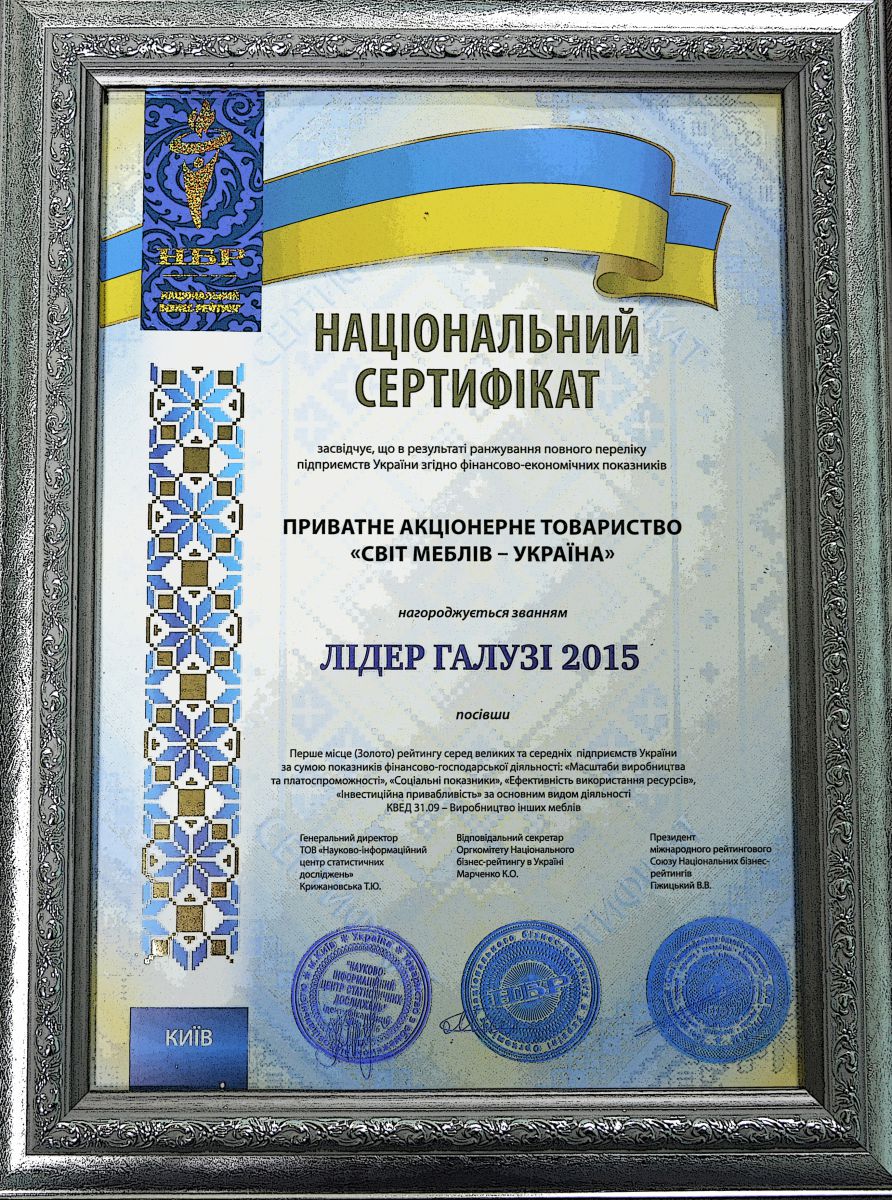 НБР
НАЦІОНАЛЬНИЙ
БІЗНЕС-РЕЙТИНГ
НАЦІОНАЛЬНИЙ
СЕРТИФІКАТ
засвідчує, що в результаті ранжування повного переліку
підприємств України згідно фінансово-економічних показників
ПРИВАТНЕ АКЦІОНЕРНЕ ТОВАРИСТВО
«СВІТ МЕБЛІВ – УКРАЇНА»
нагороджується званням
ЛІДЕР ГАЛУЗІ 2015
посівши
Перше місце (Золото) рейтингу серед великих та середніх підприємств України
за сумою показників фінансово-господарської діяльності: «Масштаби виробництва
та платоспроможності», «Соціальні показники», «Ефективність використання ресурсів»,
«Інвестиційна привабливість» за основним видом діяльності
КВЕД 31.09 – Виробництво інших меблів
Генеральний директор
ТОВ «Науково-інформаційний
центр статистичних
досліджень»
Крижановська Т.Ю.
Відповідальний секретар
Оргкомітету Національного
бізнес-рейтингу в Україні
Марченко К.О.
Президент
міжнародного рейтингового
Союзу Національних бізнес-
рейтингів
Гіжицький В.В.
м.Київ * Україна * Товариство з
"НАУКОВО-
ІНФОРМАЦІЙНИЙ
ЦЕНТР СТАТИСТИЧНИХ
ДОСЛІДЖЕНЬ"
НБР
КИЇВ